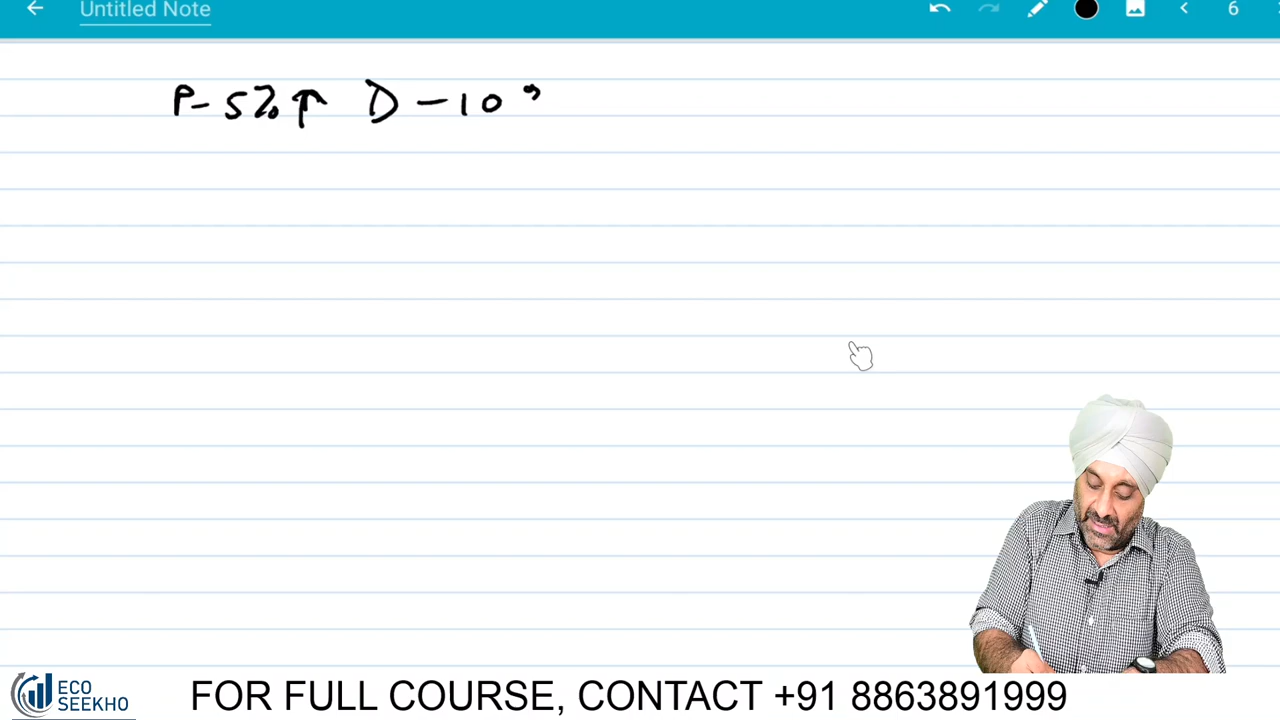 Untitled Note
6
P- 5% ↑ D - 10
ECO
SEEKHO
FOR FULL COURSE, CONTACT +91 8863891999